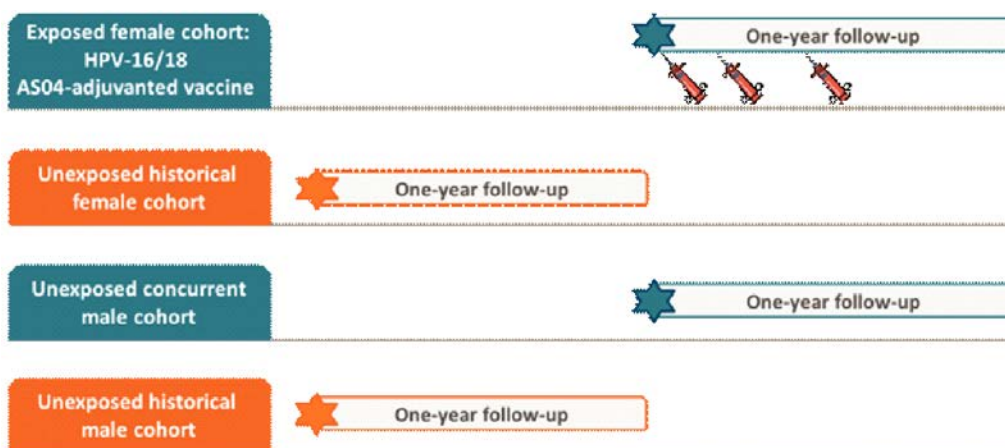 Exposed female cohort:
HPV-16/18
AS04-adjuvanted vaccine
One-year follow-up
Unexposed historical
female cohort
One-year follow-up
Unexposed concurrent
male cohort
One-year follow-up
Unexposed historical
male cohort
One-year follow-up